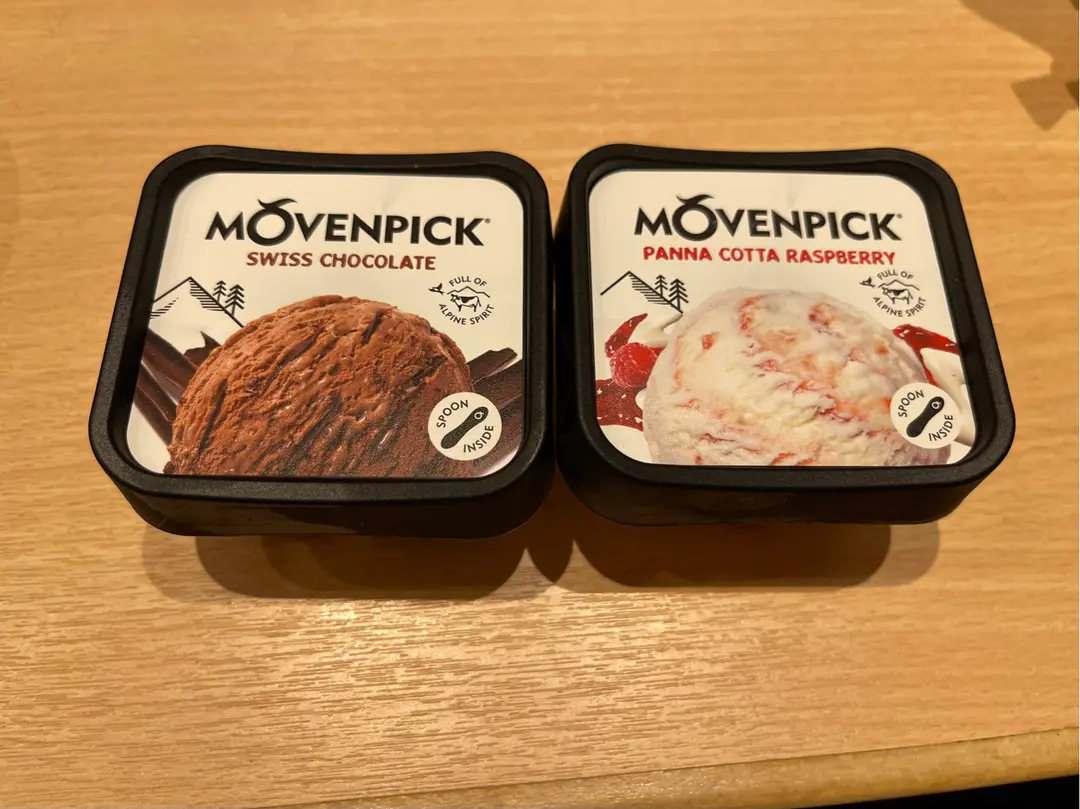 MÖVENPICK®
SWISS CHOCOLATE
FULL OF
ALPINE SPIRIT
SPOON
INSIDE
MÖVENPICK®
PANNA COTTA RASPBERRY
FULL OF
ALPINE SPIRIT
SPOON
INSIDE